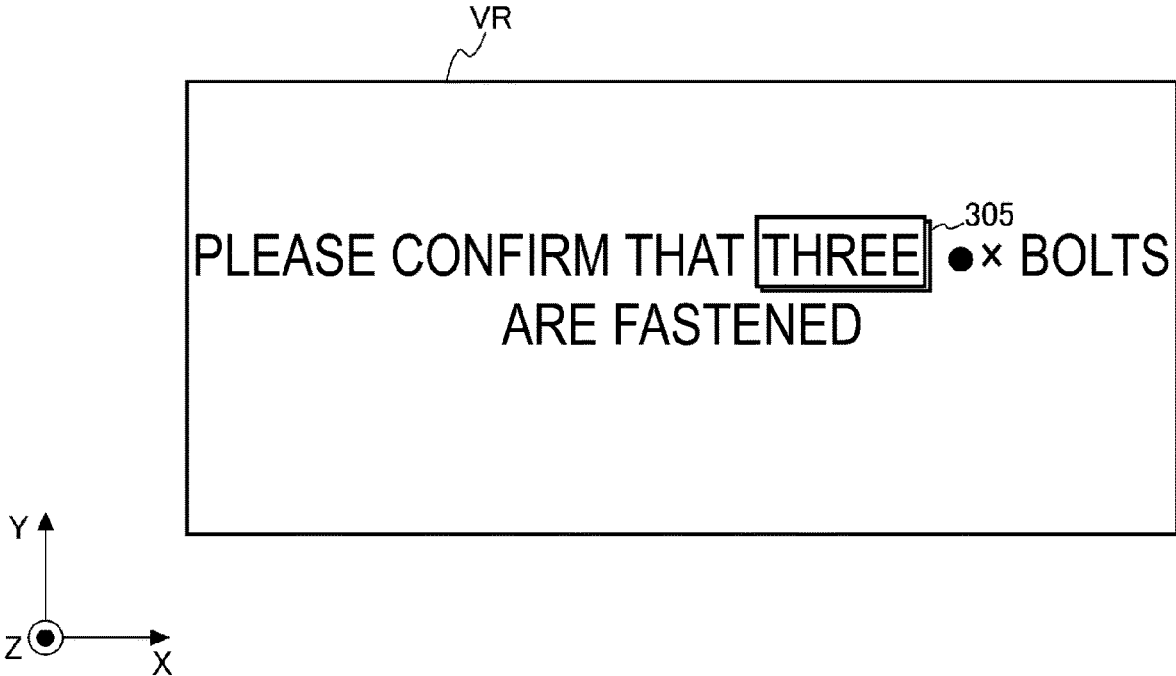 VR
305
PLEASE CONFIRM THAT THREE ●× BOLTS
ARE FASTENED
Y
Z
X